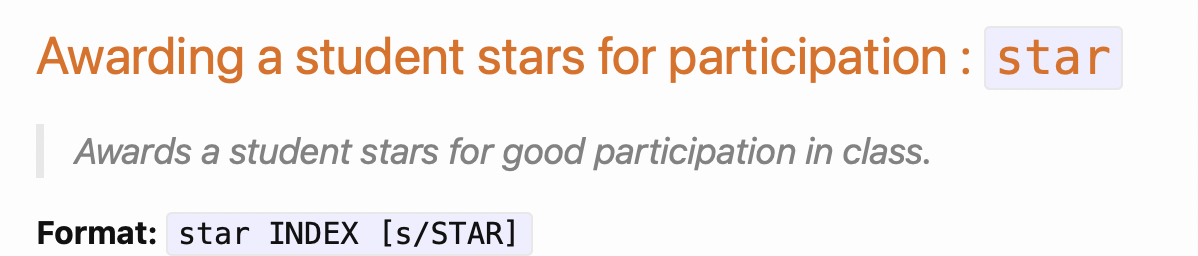 Awarding a student stars for participation : star
Awards a student stars for good participation in class.
Format: star INDEX [s/STAR]